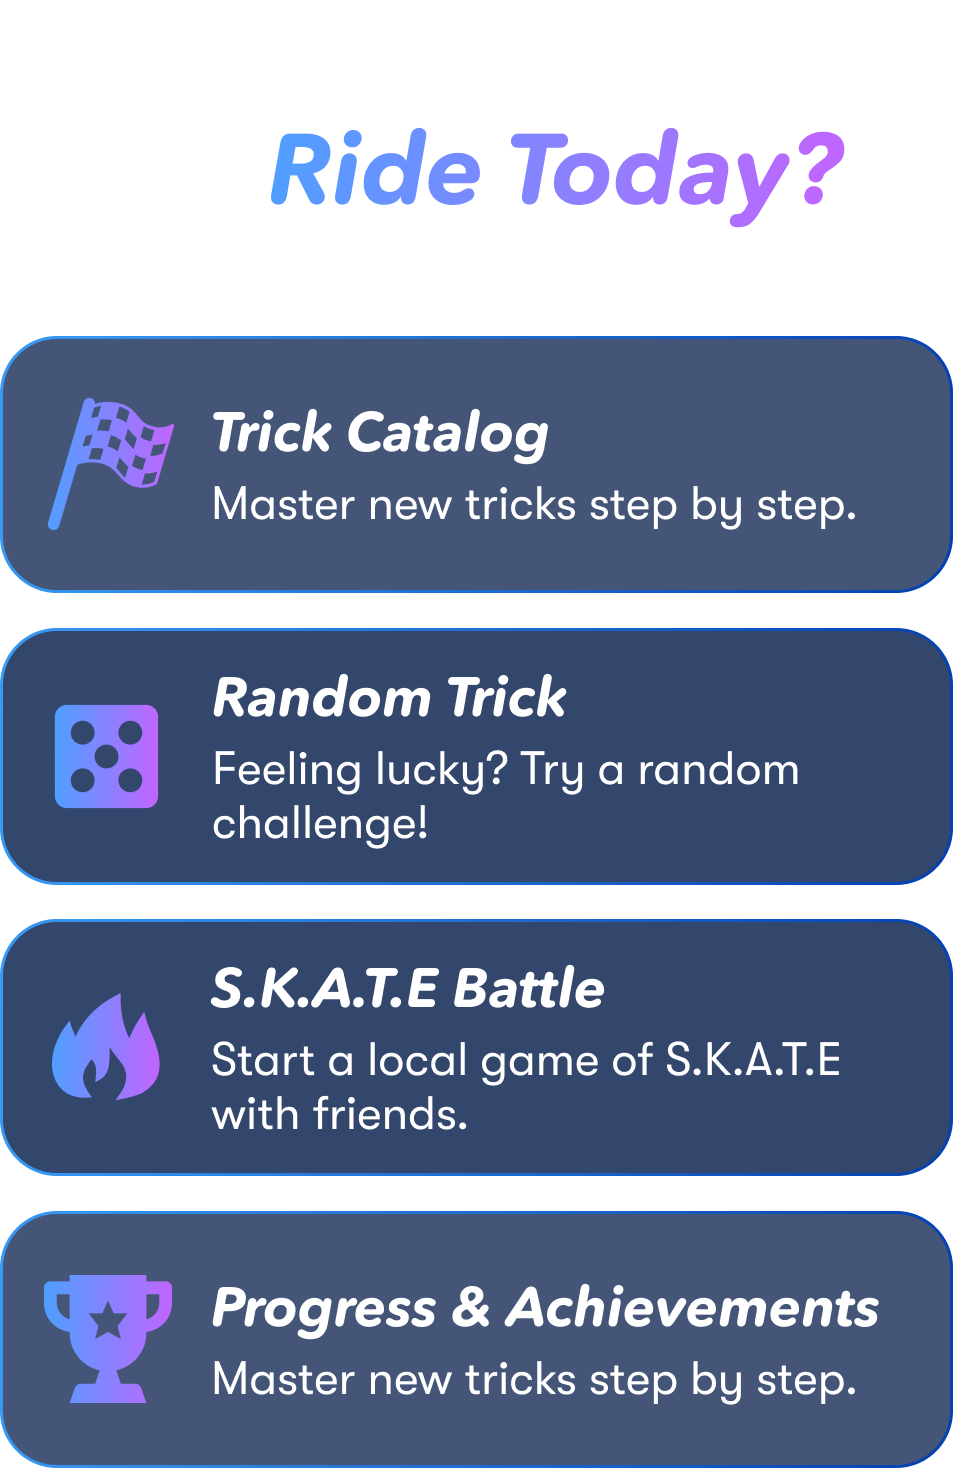 Ride Today?
Trick Catalog
Master new tricks step by step.
Random Trick
Feeling lucky? Try a random
challenge!
S.K.A.T.E Battle
Start a local game of S.K.A.T.E
with friends.
Progress & Achievements
Master new tricks step by step.